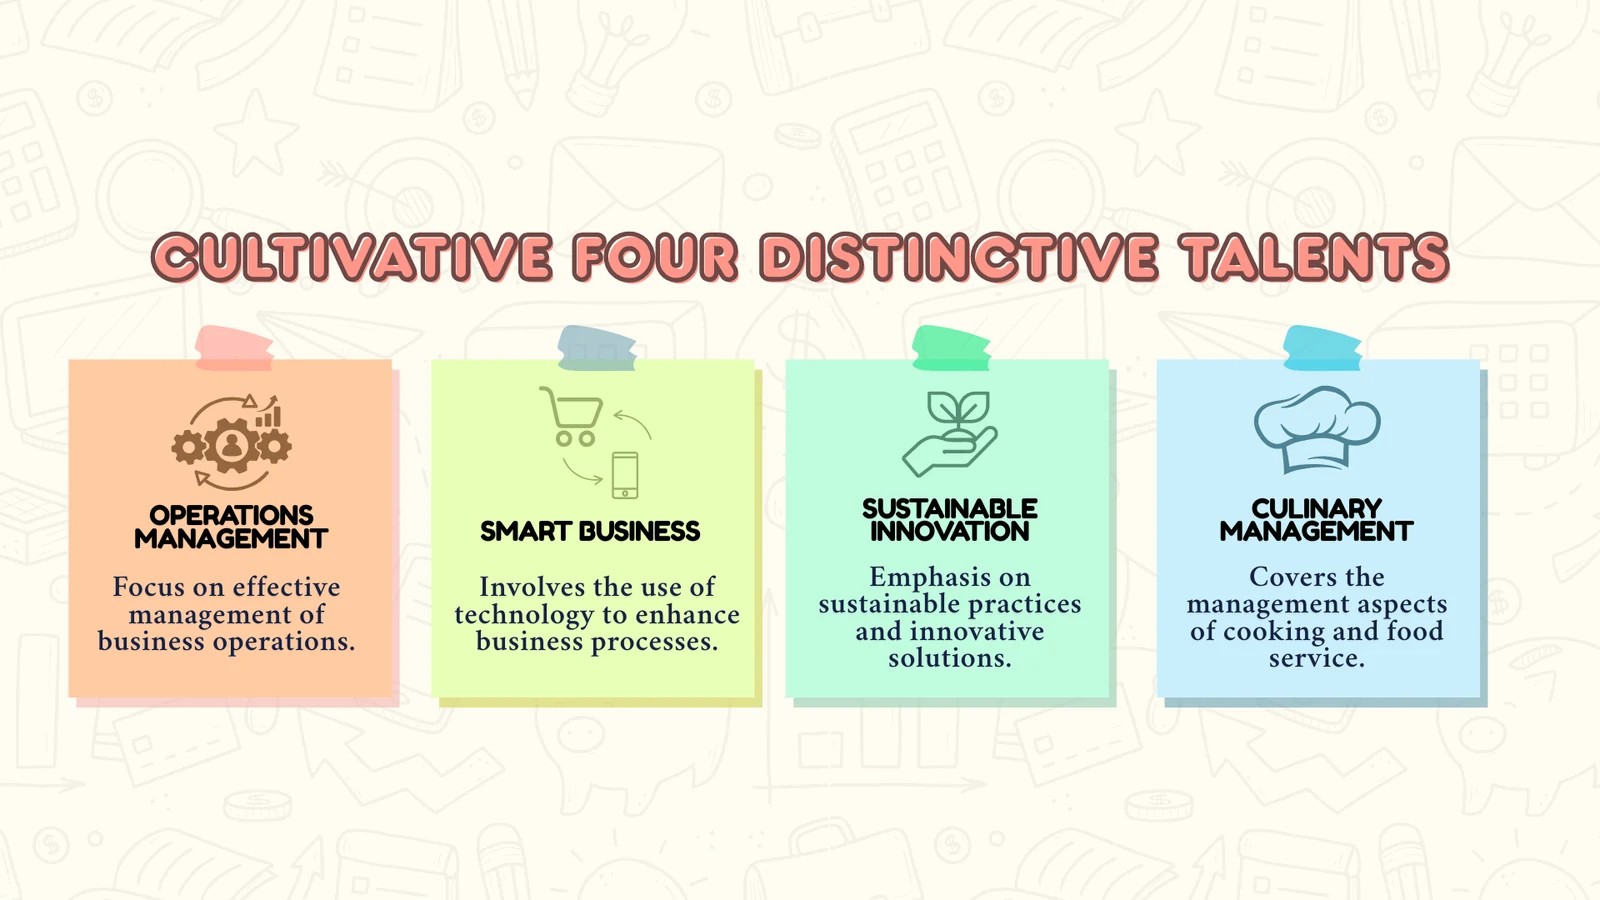 CULTIVATIVE FOUR DISTINCTIVE TALENTS
OPERATIONS
MANAGEMENT
Focus on effective
management of
business operations.
SMART BUSINESS
Involves the use of
technology to enhance
business processes.
SUSTAINABLE
INNOVATION
Emphasis on
sustainable practices
and innovative
solutions.
CULINARY
MANAGEMENT
Covers the
management aspects
of cooking and food
service.